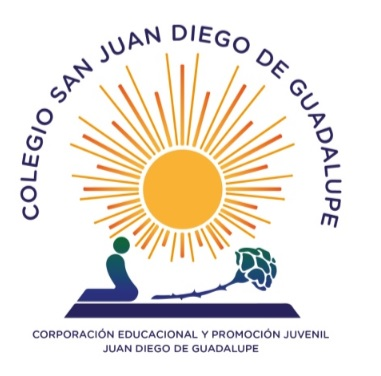 COLEGIO SAN JUAN DIEGO DE GUADALUPE
CORPORACIÓN EDUCACIONAL Y PROMOCIÓN JUVENIL
JUAN DIEGO DE GUADALUPE